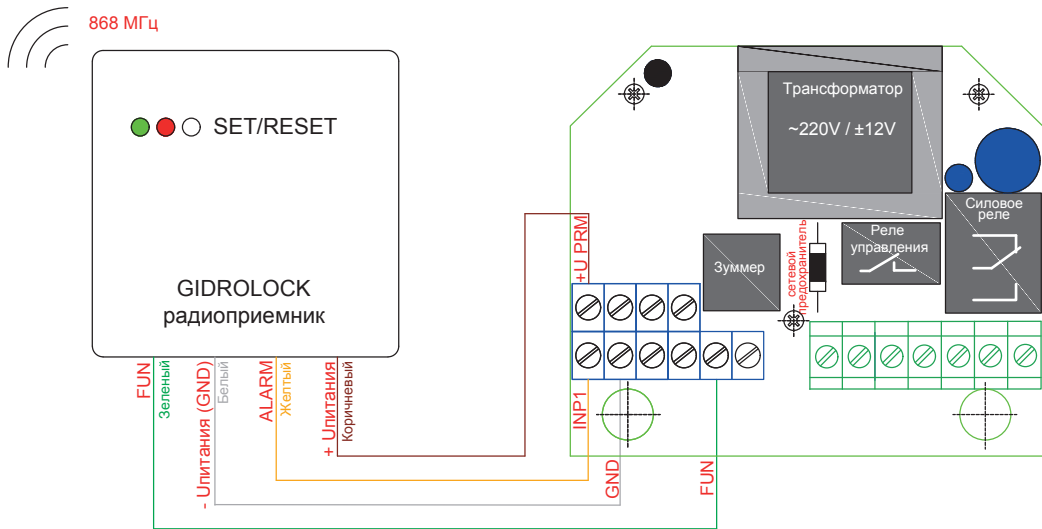 868 МГц
SET/RESET
GIDROLOCK
радиоприемник
FUN
Зеленый
- Uпитания (GND)
Белый
ALARM
Желтый
+ Uпитания
Коричневый
Трансформатор
~220V / ±12V
Силовое
реле
Реле
управления
Зуммер
сетевой
предохранитель
+U PRM
INP1
GND
FUN